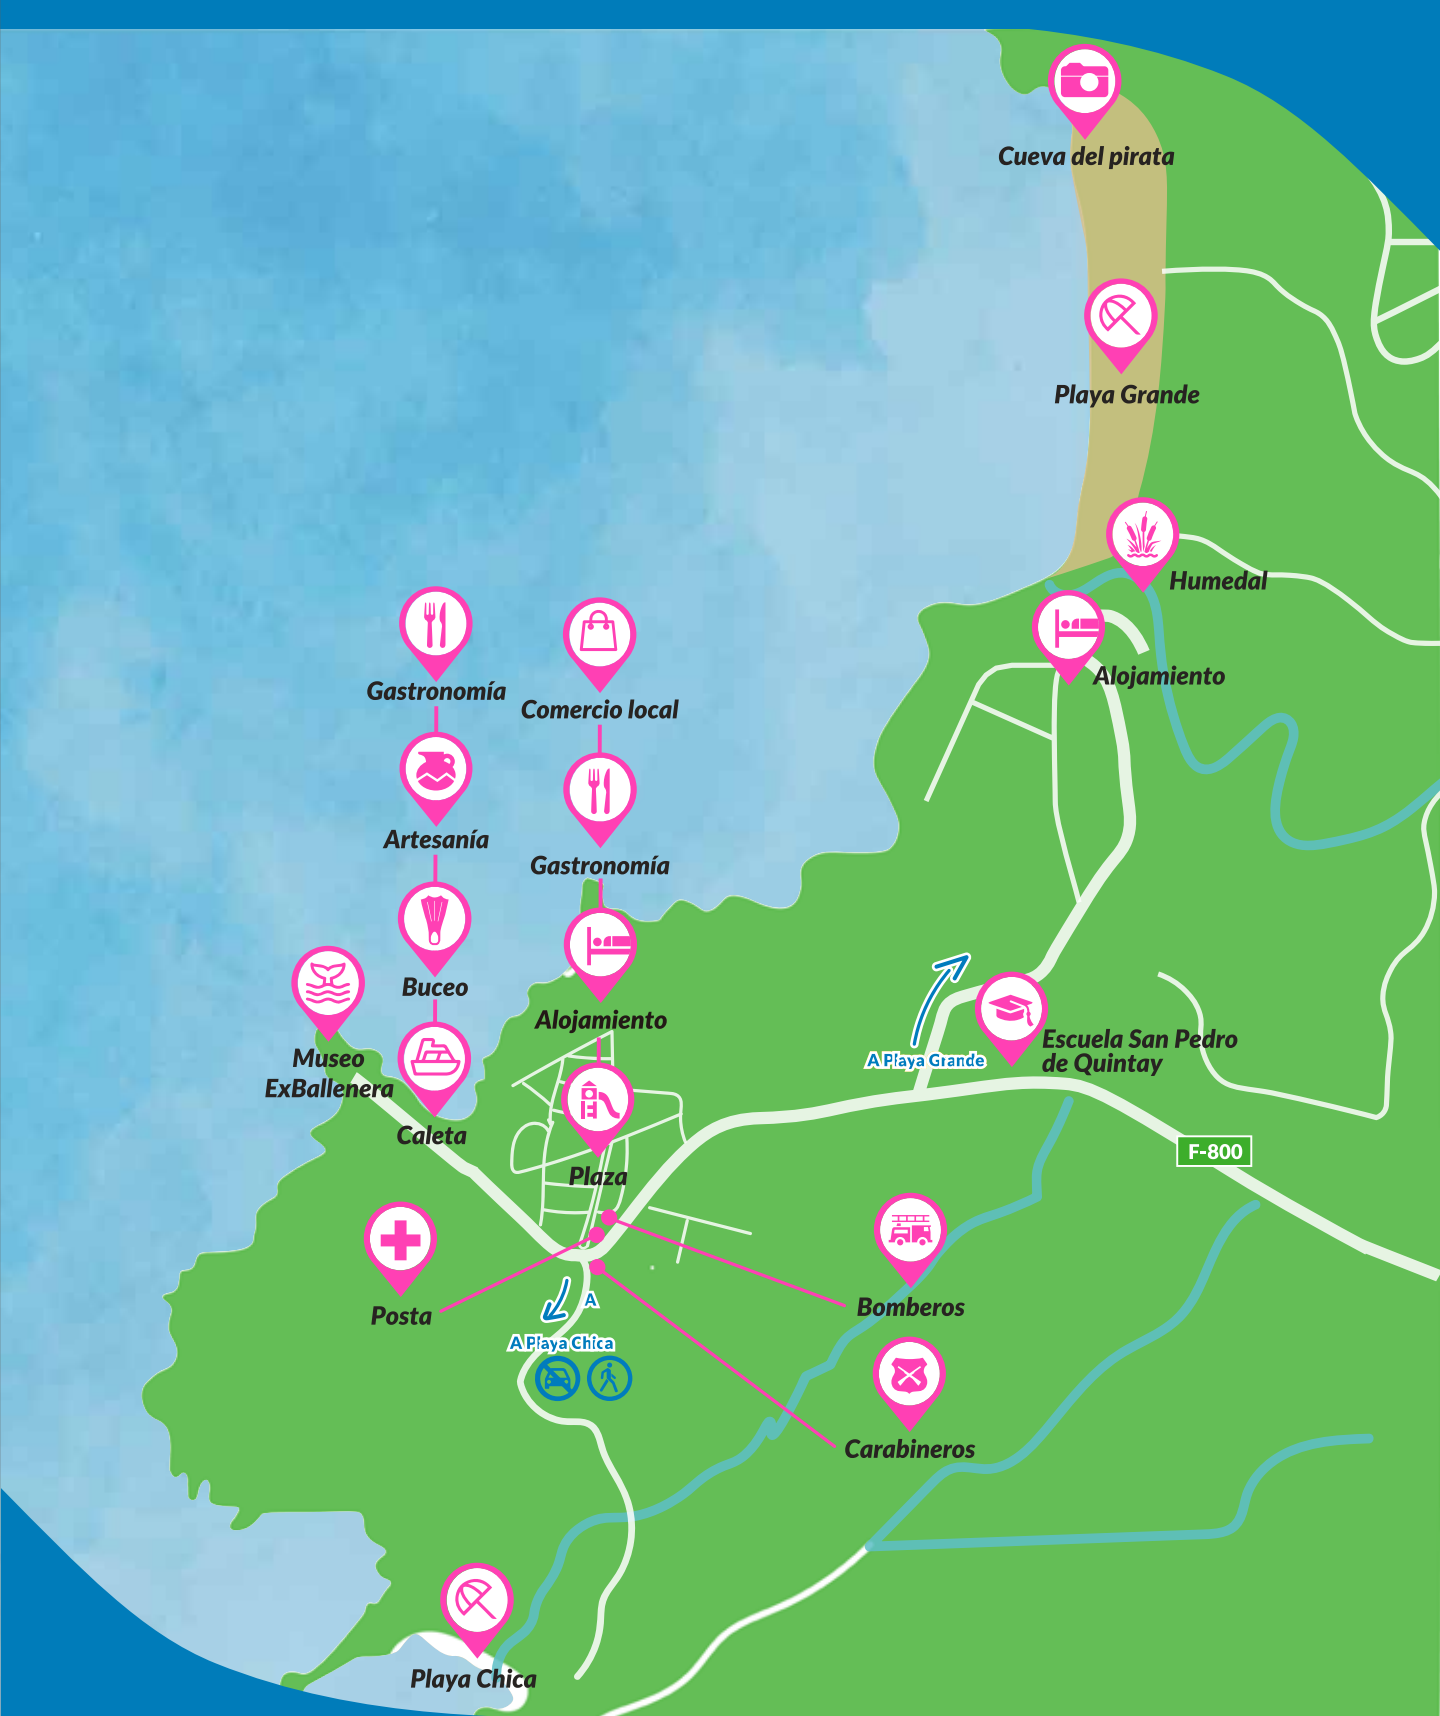 Cueva del pirata
Playa Grande
Humedal
Alojamiento
Gastronomía
Comercio local
Artesanía
Gastronomía
Buceo
Alojamiento
Museo
ExBallenera
Caleta
Plaza
A Playa Grande
Escuela San Pedro
de Quintay
F-800
Posta
Bomberos
A
A Playa Chica
Carabineros
Playa Chica